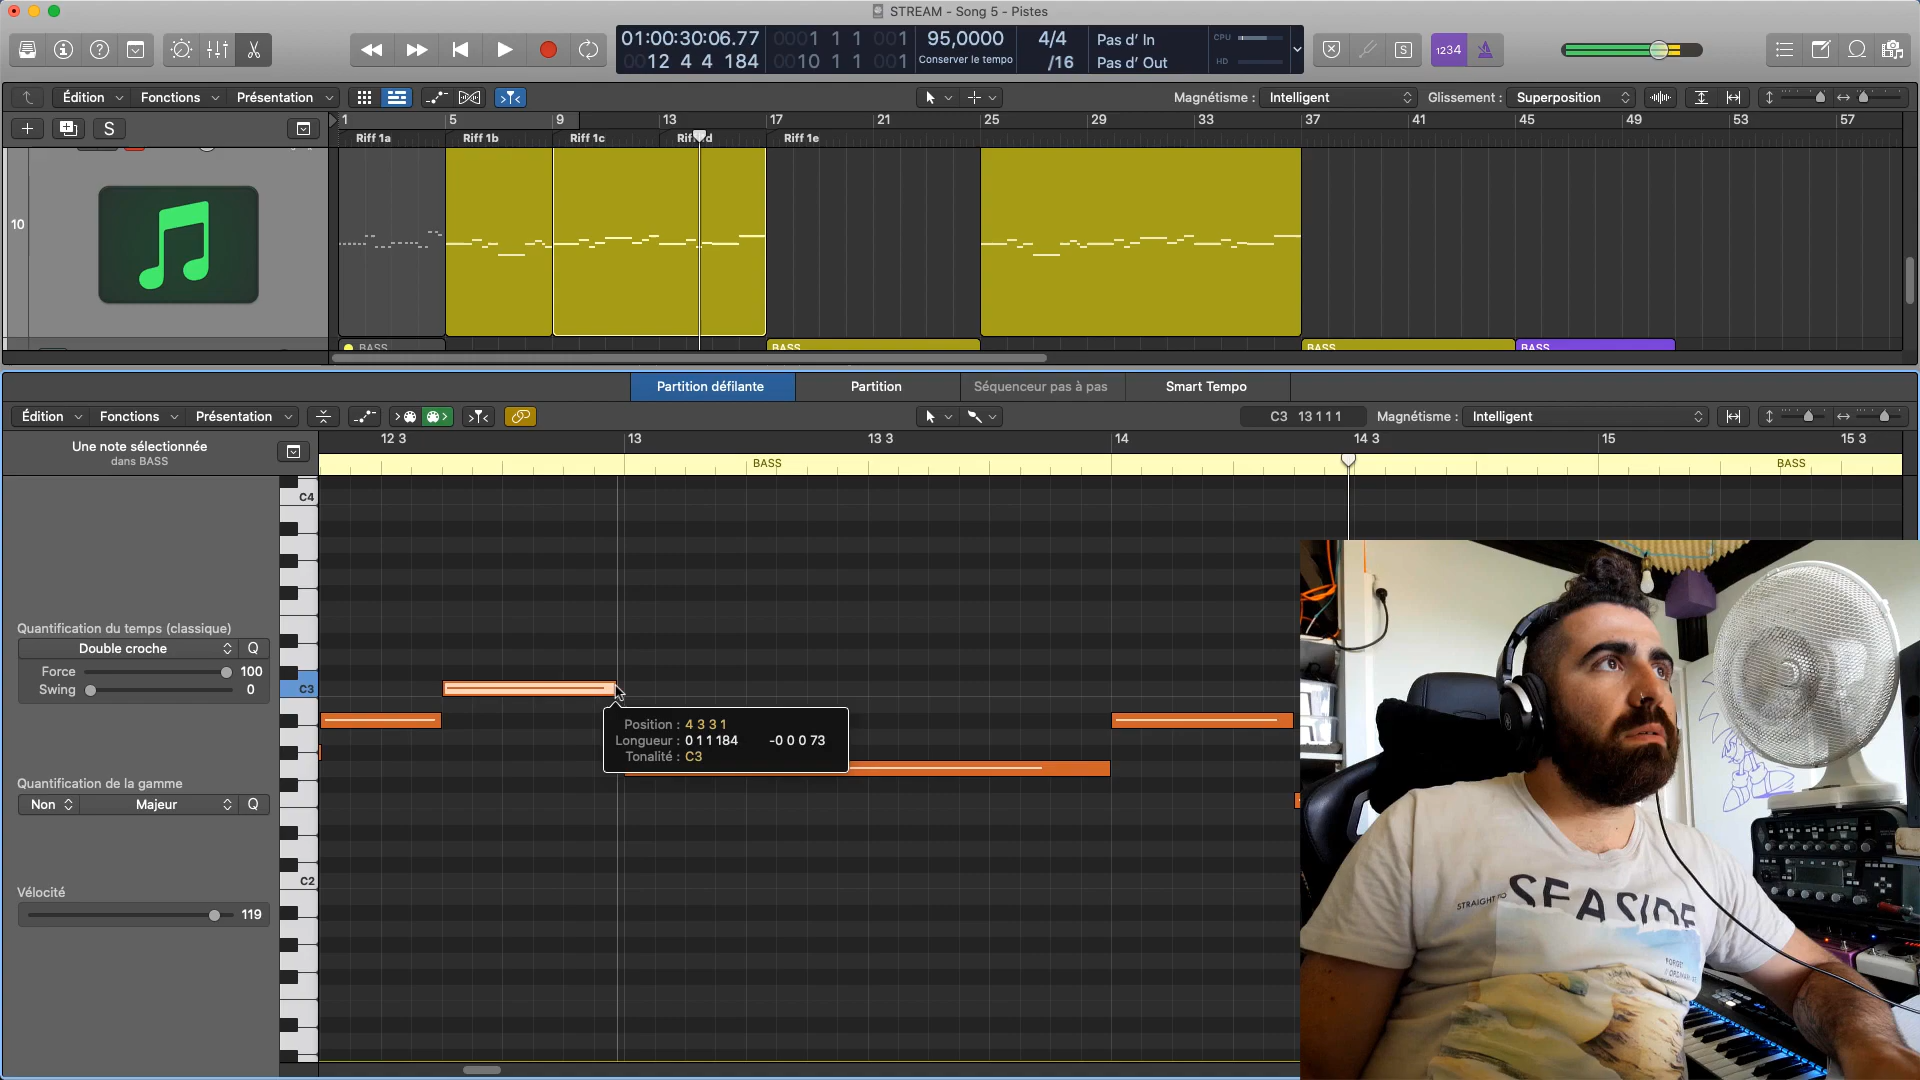 STREAM - Song 5 - Pistes
01:00:30:06.77
0001 1 1 001
95,0000
4/4
Pas d' In
CPU
0012 4 4 184
0010 1 1 001
Conserver le tempo
/16
Pas d' Out
HD
S
1234
Édition
Fonctions
Présentation
Magnétisme :
Intelligent
Glissement :
Superposition
S
1 5 9 13 17 21 25 29 33 37 41 45 49 53 57
Riff 1a
Riff 1b
Riff 1c
Riff 1e
10
BASS
BASS
BASS
BASS
Partition défilante
Partition
Séquenceur pas à pas
Smart Tempo
Édition
Fonctions
Présentation
C3 13 1 1 1
Magnétisme :
Intelligent
Une note sélectionnée
dans BASS
12 3 13 13 3 14 14 3 15 15 3
BASS
BASS
C4
Quantification du temps (classique)
Double croche
Q
Force
100
Swing
0
C3
Position : 4 3 3 1
Longueur : 0 1 1 184 -0 0 0 73
Tonalité : C3
Quantification de la gamme
Non
Majeur
Q
C2
Vélocité
119
STRAIGHT TO
SEASIDE